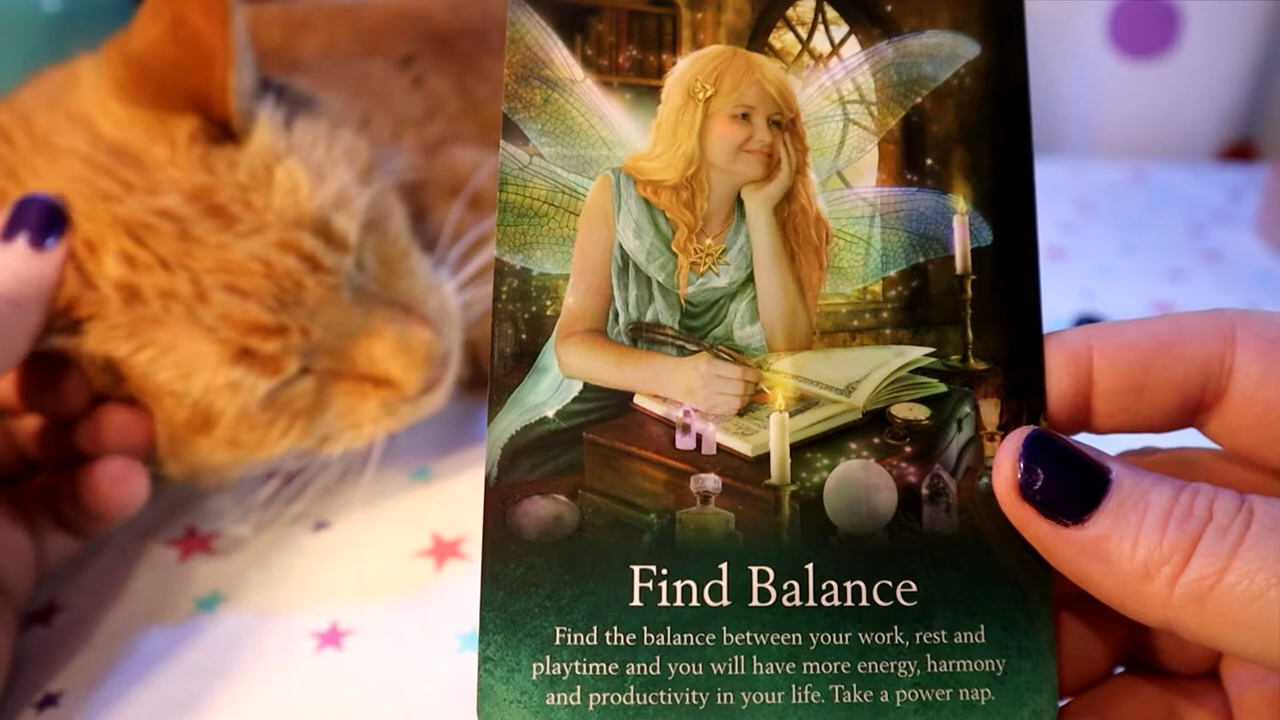 Find Balance
Find the balance between your work, rest and
playtime and you will have more energy, harmony
and productivity in your life. Take a power nap.